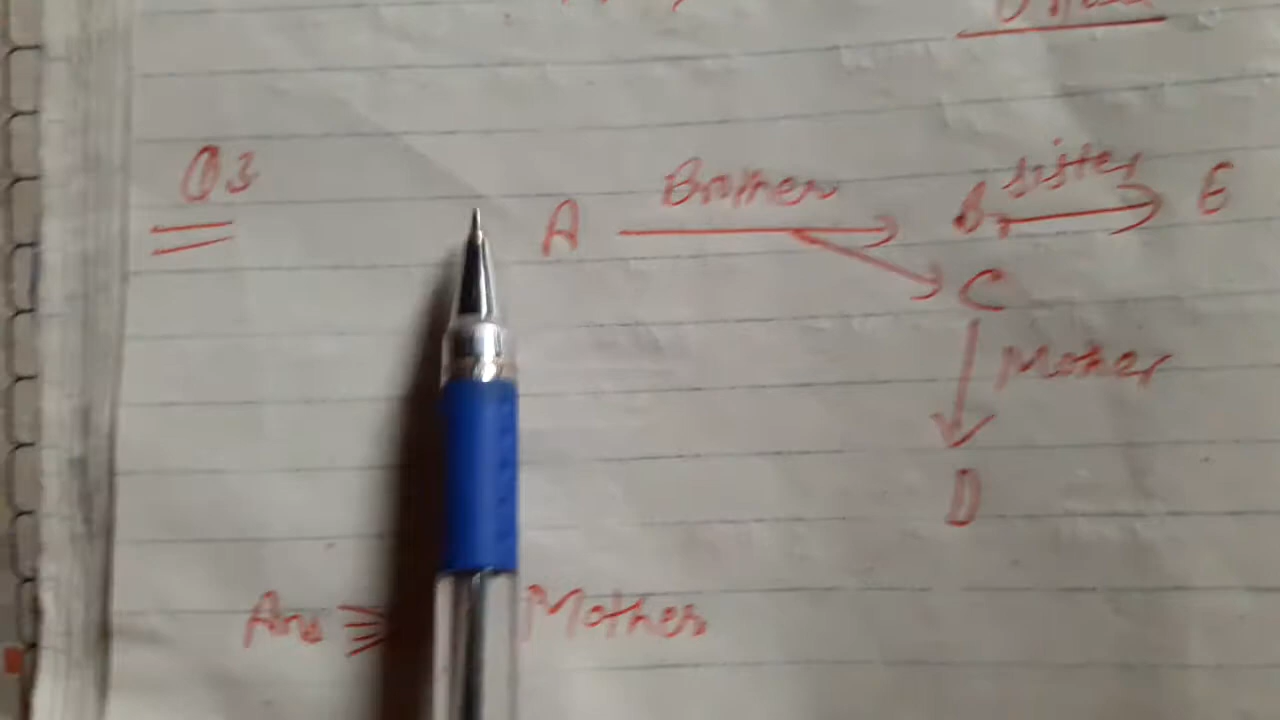 Q3
A Brother B sister E
C
Mother
D
Ans Mother